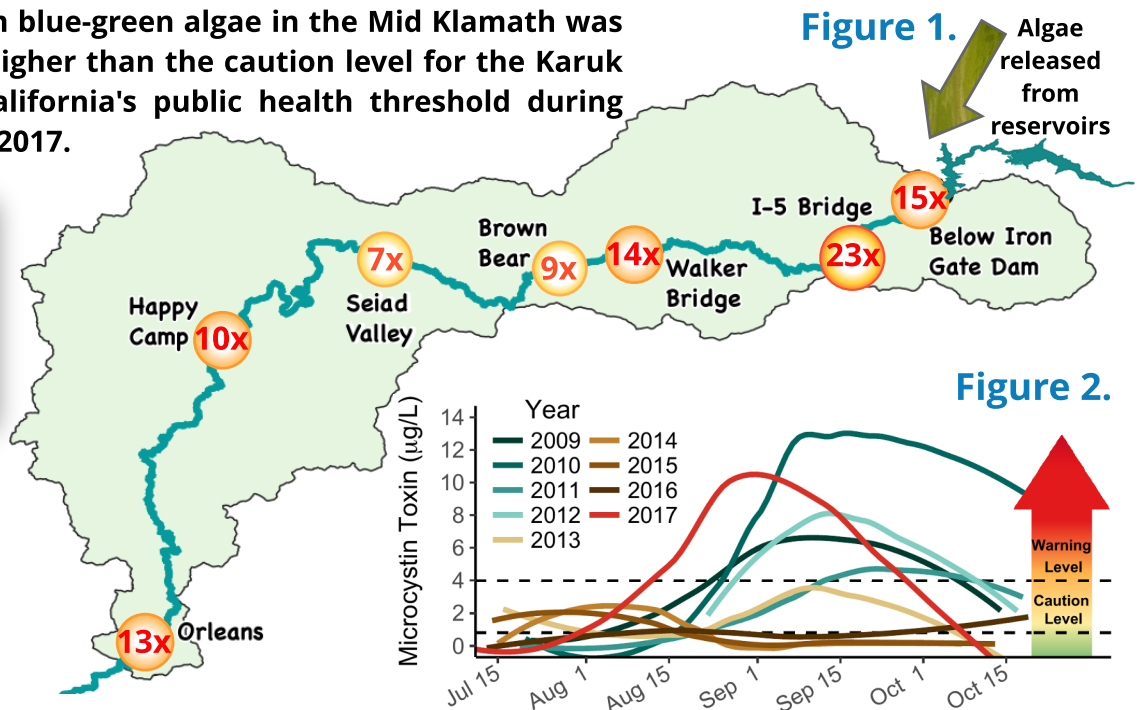 blue-green algae in the Mid Klamath was
than the caution level for the Karuk
public health threshold during
2017.
Figure 1.
Algae
released
from
reservoirs
15x
I-5 Bridge
Below Iron
Gate Dam
23x
Brown
Bear
9x
14x
Walker
Bridge
7x
Seiad
Valley
Happy
Camp
10x
13x
Orleans
Figure 2.
Microcystin Toxin (µg/L)
14
12
10
8
6
4
2
0
Year
2009
2010
2011
2012
2013
2014
2015
2016
2017
Warning
Level
Caution
Level
Jul 15
Aug 1
Aug 15
Sep 1
Sep 15
Oct 1
Oct 15